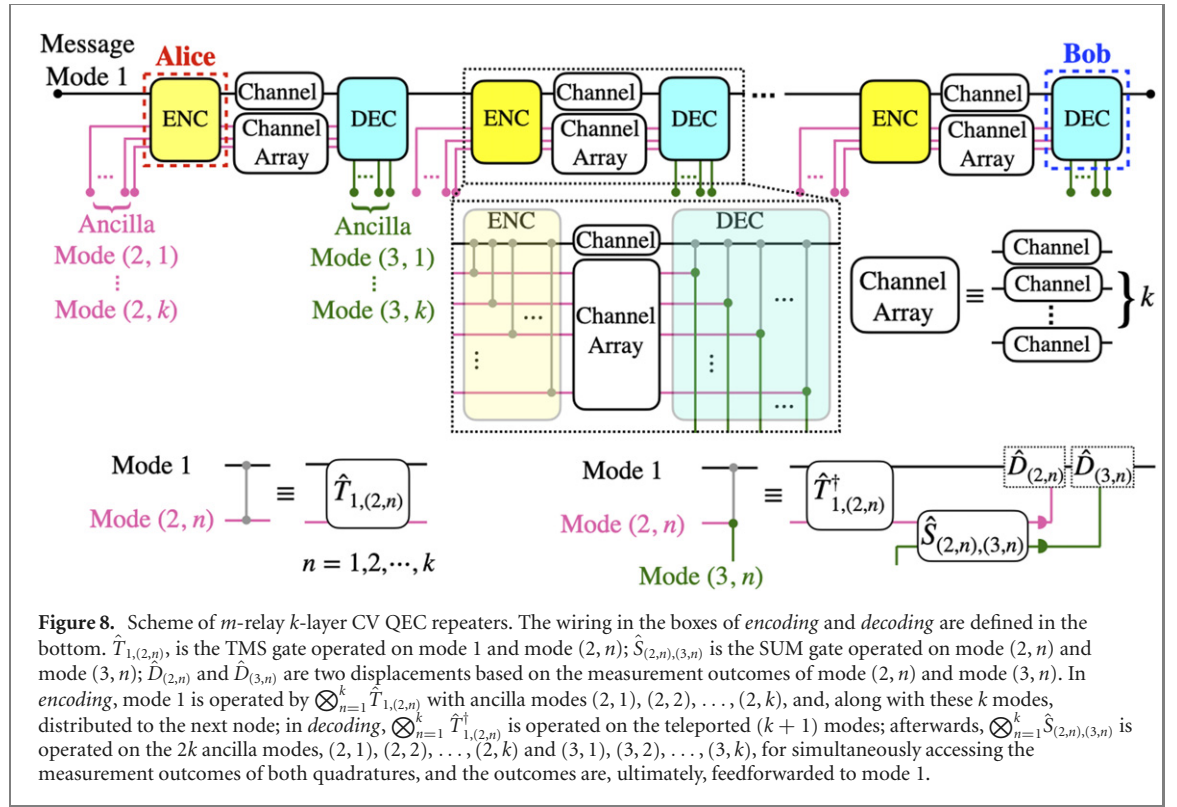 Message
Mode 1
Alice
Bob
ENC
Channel
Channel
Array
DEC
ENC
Channel
Channel
Array
DEC
...
ENC
Channel
Channel
Array
DEC
...
...
...
...
...
...
Ancilla
Mode (2, 1)
⋮
Mode (2, k)
Ancilla
Mode (3, 1)
⋮
Mode (3, k)
ENC
Channel
DEC
Channel
Array
...
...
⋮
⋮
...
Channel
Array
≡
Channel
Channel
⋮
Channel
} k
Mode 1
Mode (2, n)
≡
T̂1,(2,n)
n = 1,2,⋯, k
Mode 1
Mode (2, n)
Mode (3, n)
≡
T̂†1,(2,n)
Ŝ(2,n),(3,n)
D̂(2,n)
D̂(3,n)
Figure 8. Scheme of m-relay k-layer CV QEC repeaters. The wiring in the boxes of encoding and decoding are defined in the
bottom. T̂1,(2,n), is the TMS gate operated on mode 1 and mode (2, n); Ŝ(2,n),(3,n) is the SUM gate operated on mode (2, n) and
mode (3, n); D̂(2,n) and D̂(3,n) are two displacements based on the measurement outcomes of mode (2, n) and mode (3, n). In
encoding, mode 1 is operated by ⨂ᵏn=1 T̂1,(2,n) with ancilla modes (2, 1), (2, 2), . . . , (2, k), and, along with these k modes,
distributed to the next node; in decoding, ⨂ᵏn=1 T̂†1,(2,n) is operated on the teleported (k + 1) modes; afterwards, ⨂ᵏn=1 Ŝ(2,n),(3,n) is
operated on the 2k ancilla modes, (2, 1), (2, 2), . . . , (2, k) and (3, 1), (3, 2), . . . , (3, k), for simultaneously accessing the
measurement outcomes of both quadratures, and the outcomes are, ultimately, feedforwarded to mode 1.